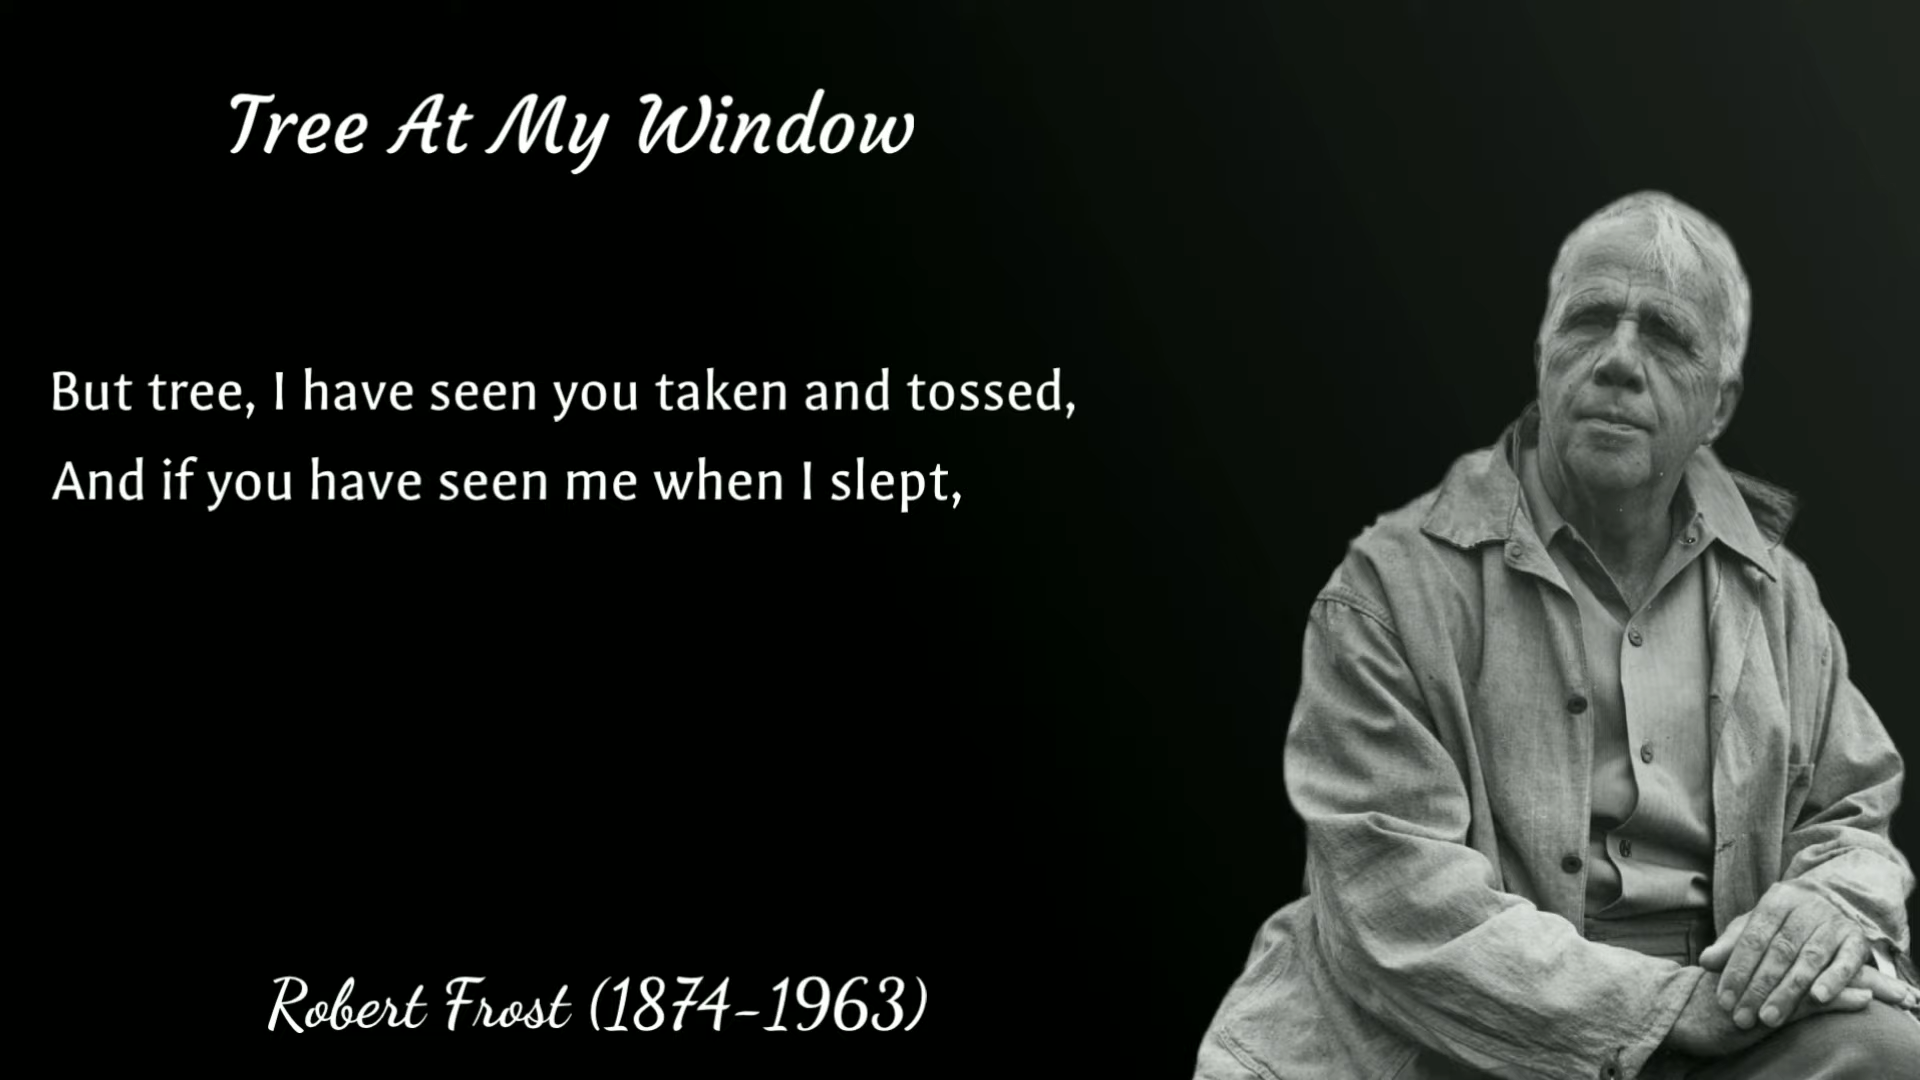 Tree At My Window
But tree, I have seen you taken and tossed,
And if you have seen me when I slept,
Robert Frost (1874-1963)